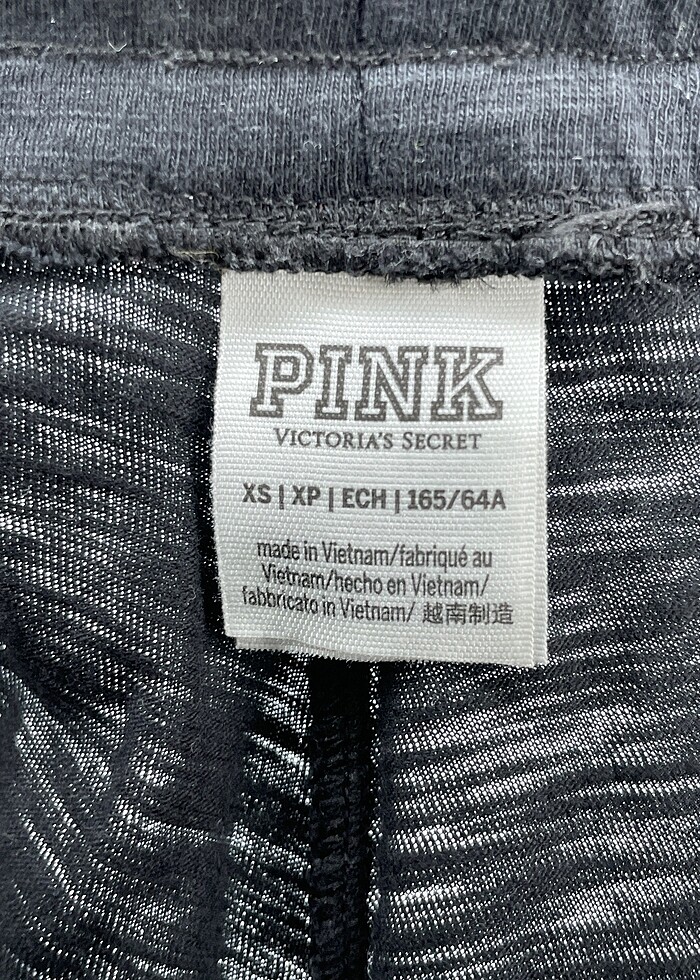 PINK
VICTORIA'S SECRET
XS | XP | ECH | 165/64A
made in Vietnam/fabriqué au
Vietnam/hecho en Vietnam/
fabbricato in Vietnam/ 越南制造